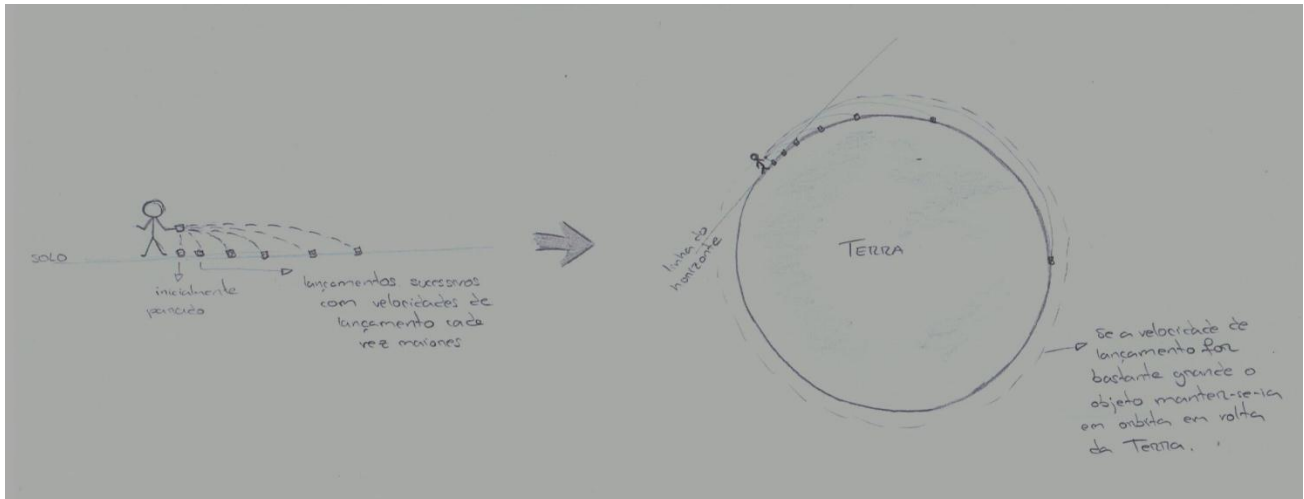 SOLO
inicialmente
parado
lançamentos sucessivos
com velocidades de
lançamento cada
vez maiores
linha do
horizonte
TERRA
se a velocidade de
lançamento for
bastante grande o
objeto manter-se-ia
em orbita em volta
da Terra.